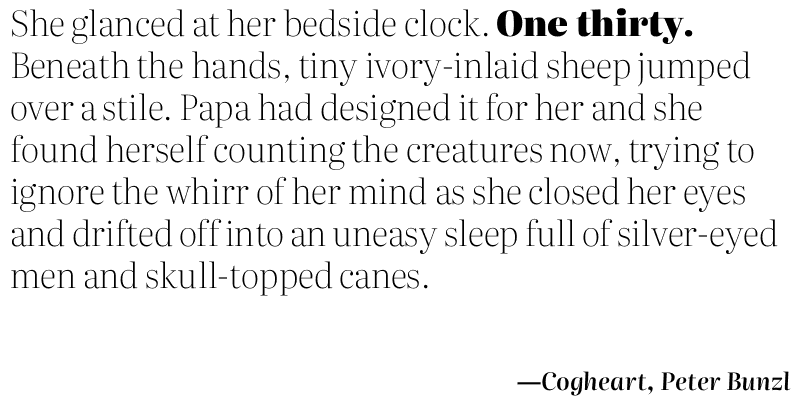 She glanced at her bedside clock. One thirty.
Beneath the hands, tiny ivory-inlaid sheep jumped
over a stile. Papa had designed it for her and she
found herself counting the creatures now, trying to
ignore the whirr of her mind as she closed her eyes
and drifted off into an uneasy sleep full of silver-eyed
men and skull-topped canes.
—Cogheart, Peter Bunzl